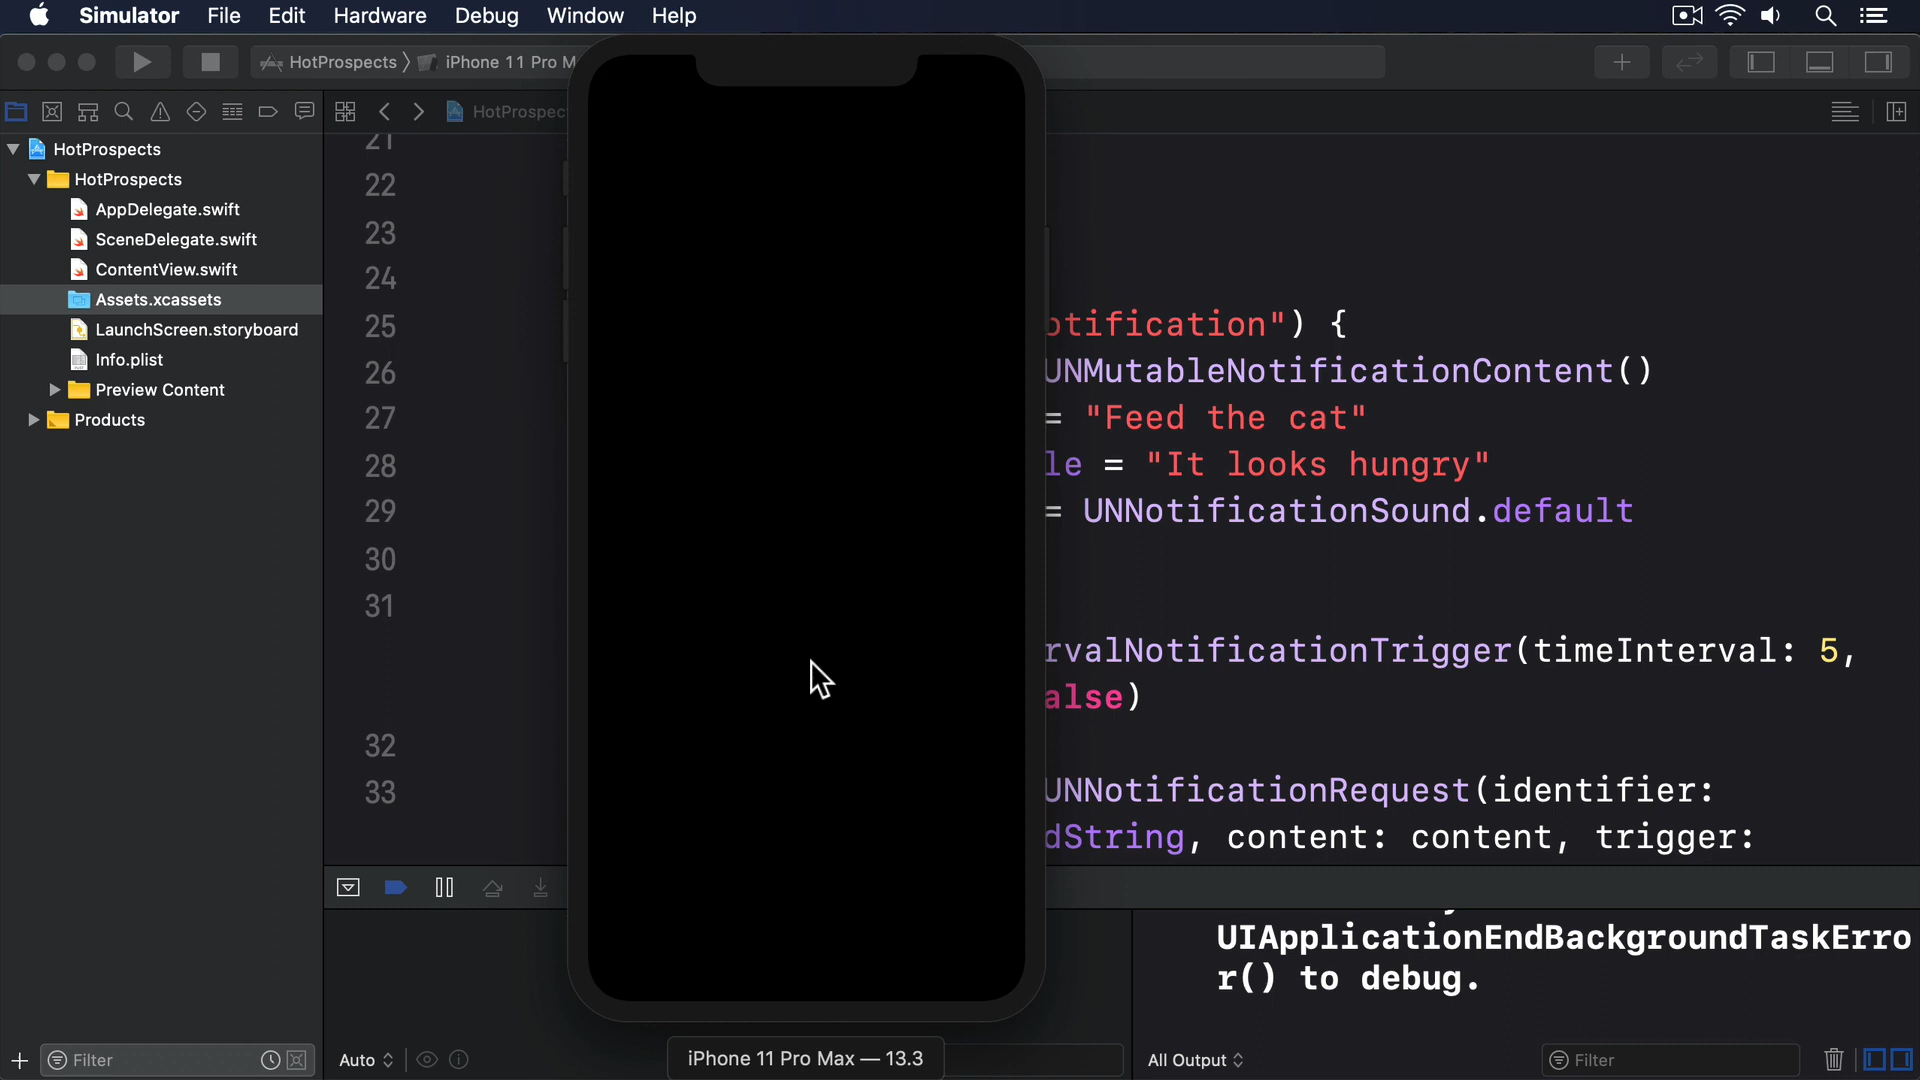 Simulator File Edit Hardware Debug Window Help
HotProspects iPhone 11 Pro M
HotProspec
HotProspects
HotProspects
AppDelegate.swift
SceneDelegate.swift
ContentView.swift
Assets.xcassets
LaunchScreen.storyboard
Info.plist
Preview Content
Products
21
22
23
24
25 otification") {
26 UNMutableNotificationContent()
27 = "Feed the cat"
28 le = "It looks hungry"
29 = UNNotificationSound.default
30
31 rvalNotificationTrigger(timeInterval: 5,
alse)
32
33 UNNotificationRequest(identifier:
dString, content: content, trigger:
UIApplicationEndBackgroundTaskErro
r() to debug.
Filter
Auto
iPhone 11 Pro Max — 13.3
All Output
Filter